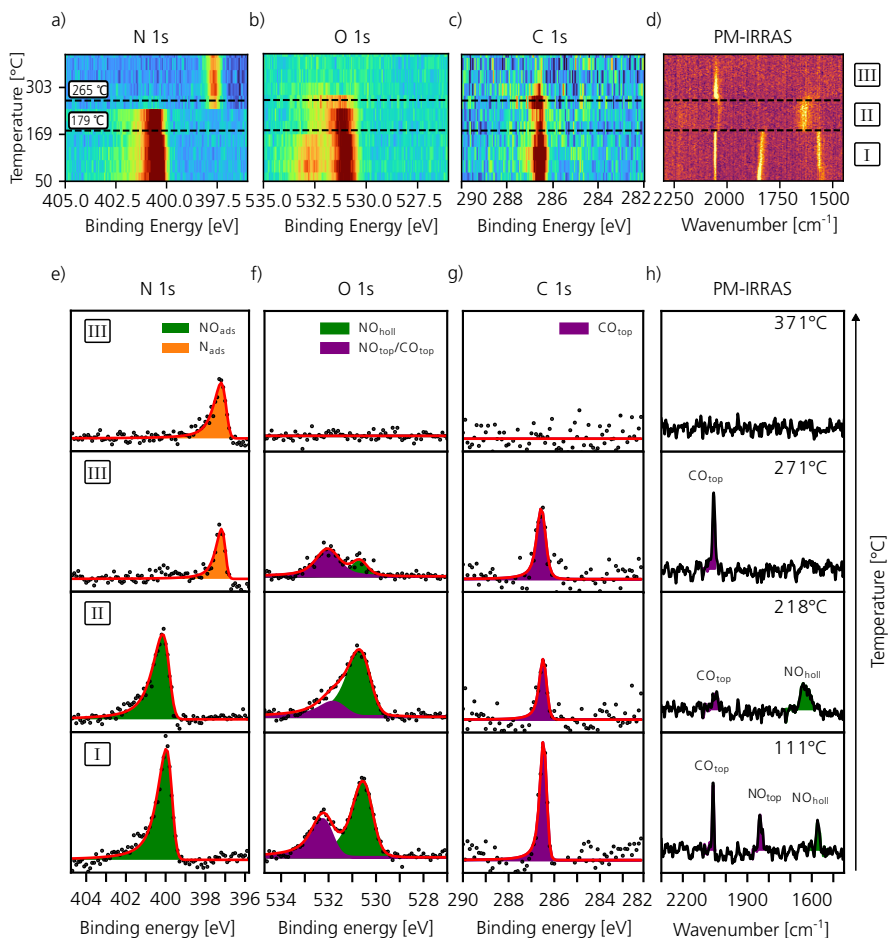 a) b) c) d)
N 1s O 1s C 1s PM-IRRAS
Temperature [°C]
303
169
50
265 ℃
179 ℃
III
II
I
405.0 402.5 400.0 397.5
535.0 532.5 530.0 527.5
290 288 286 284 282
2250 2000 1750 1500
Binding Energy [eV] Binding Energy [eV] Binding Energy [eV] Wavenumber [cm⁻¹]
e) f) g) h)
N 1s O 1s C 1s PM-IRRAS
III NOads NOholl COtop 371°C
Nads NOtop/COtop
III 271°C
COtop
II 218°C
COtop NOholl
I 111°C
COtop NOtop NOholl
Temperature [°C]
404 402 400 398 396
534 532 530 528
290 288 286 284 282
2200 1900 1600
Binding energy [eV] Binding energy [eV] Binding energy [eV] Wavenumber [cm⁻¹]